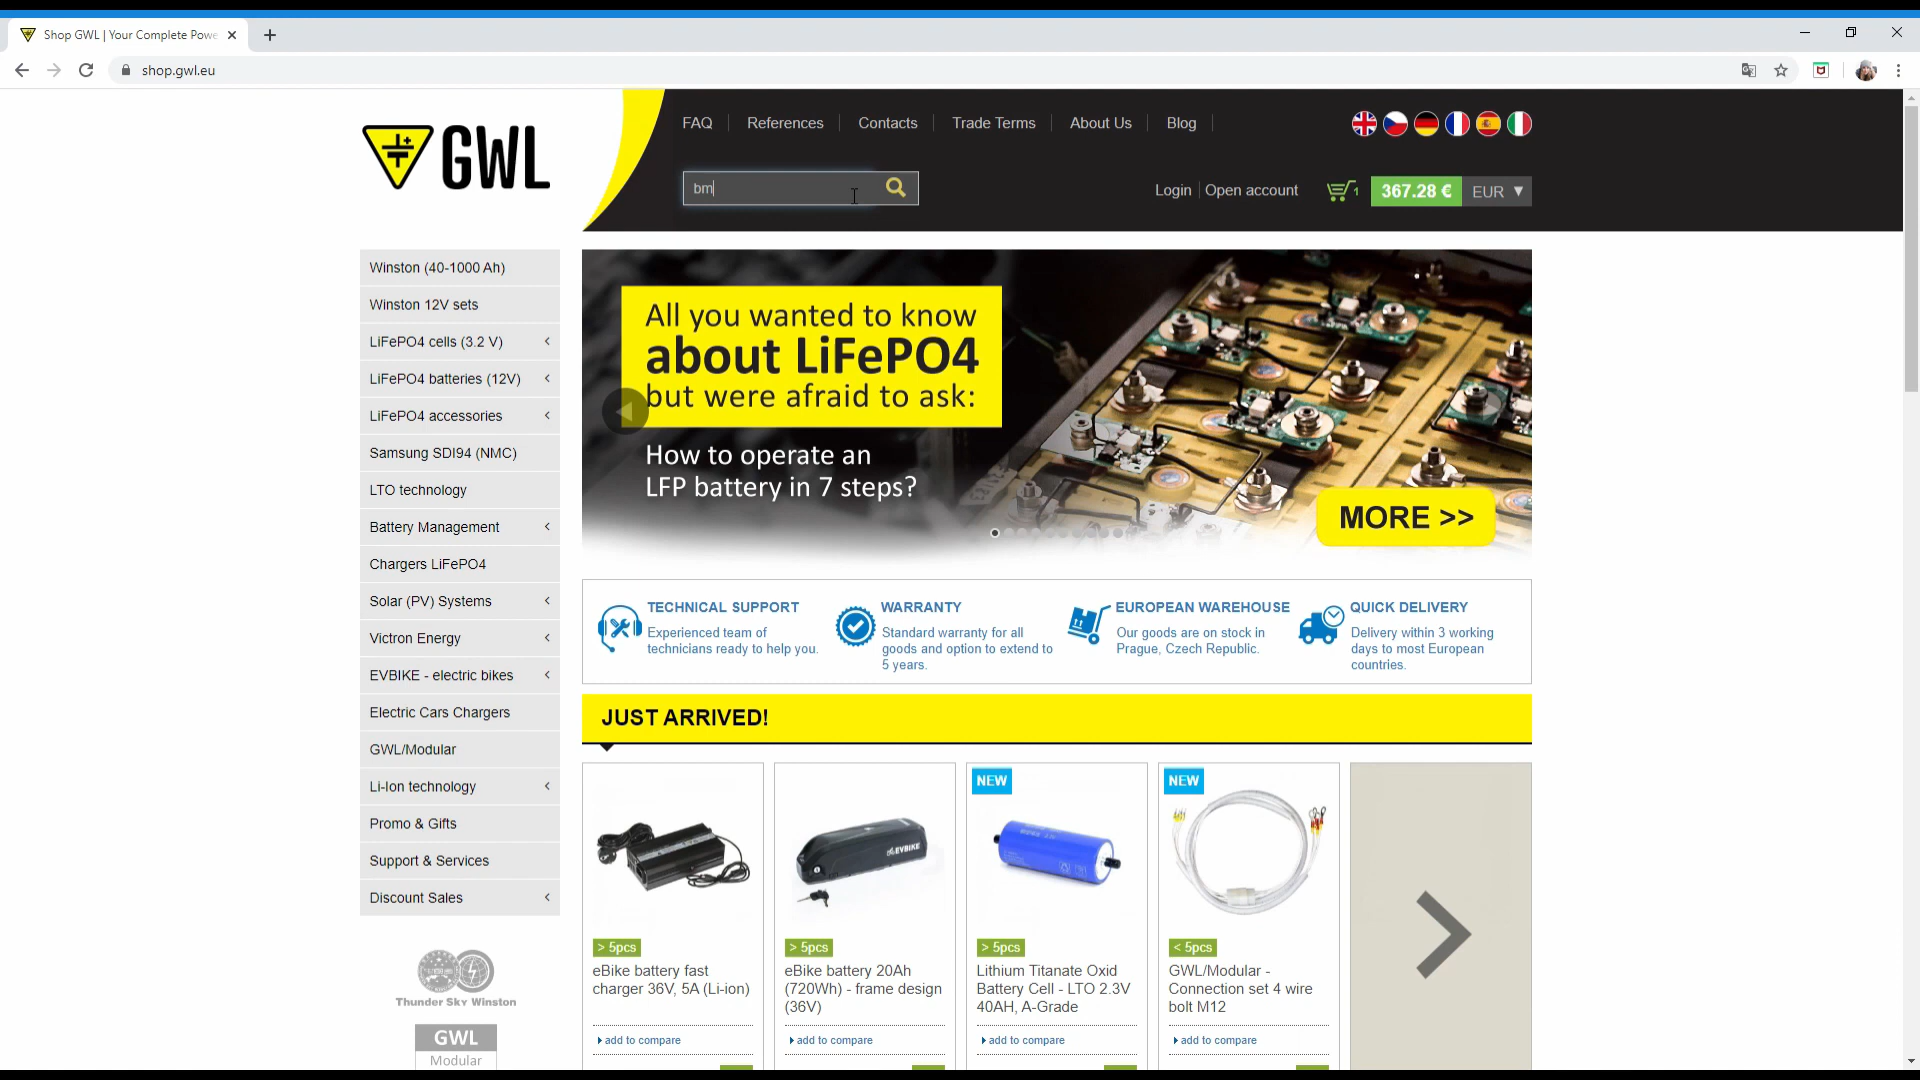 Shop GWL | Your Complete Powe
shop.gwl.eu
GWL
FAQ
References
Contacts
Trade Terms
About Us
Blog
bm
Login
Open account
1
367.28 €
EUR ▼
Winston (40-1000 Ah)
Winston 12V sets
LiFePO4 cells (3.2 V)
LiFePO4 batteries (12V)
LiFePO4 accessories
Samsung SDI94 (NMC)
LTO technology
Battery Management
Chargers LiFePO4
Solar (PV) Systems
Victron Energy
EVBIKE - electric bikes
Electric Cars Chargers
GWL/Modular
Li-Ion technology
Promo & Gifts
Support & Services
Discount Sales
Thunder Sky Winston
GWL
Modular
All you wanted to know
about LiFePO4
but were afraid to ask:
How to operate an
LFP battery in 7 steps?
MORE >>
TECHNICAL SUPPORT
Experienced team of
technicians ready to help you.
WARRANTY
Standard warranty for all
goods and option to extend to
5 years.
EUROPEAN WAREHOUSE
Our goods are on stock in
Prague, Czech Republic.
QUICK DELIVERY
Delivery within 3 working
days to most European
countries.
JUST ARRIVED!
> 5pcs
eBike battery fast
charger 36V, 5A (Li-ion)
add to compare
EVBIKE
> 5pcs
eBike battery 20Ah
(720Wh) - frame design
(36V)
add to compare
NEW
> 5pcs
Lithium Titanate Oxid
Battery Cell - LTO 2.3V
40AH, A-Grade
add to compare
NEW
< 5pcs
GWL/Modular -
Connection set 4 wire
bolt M12
add to compare